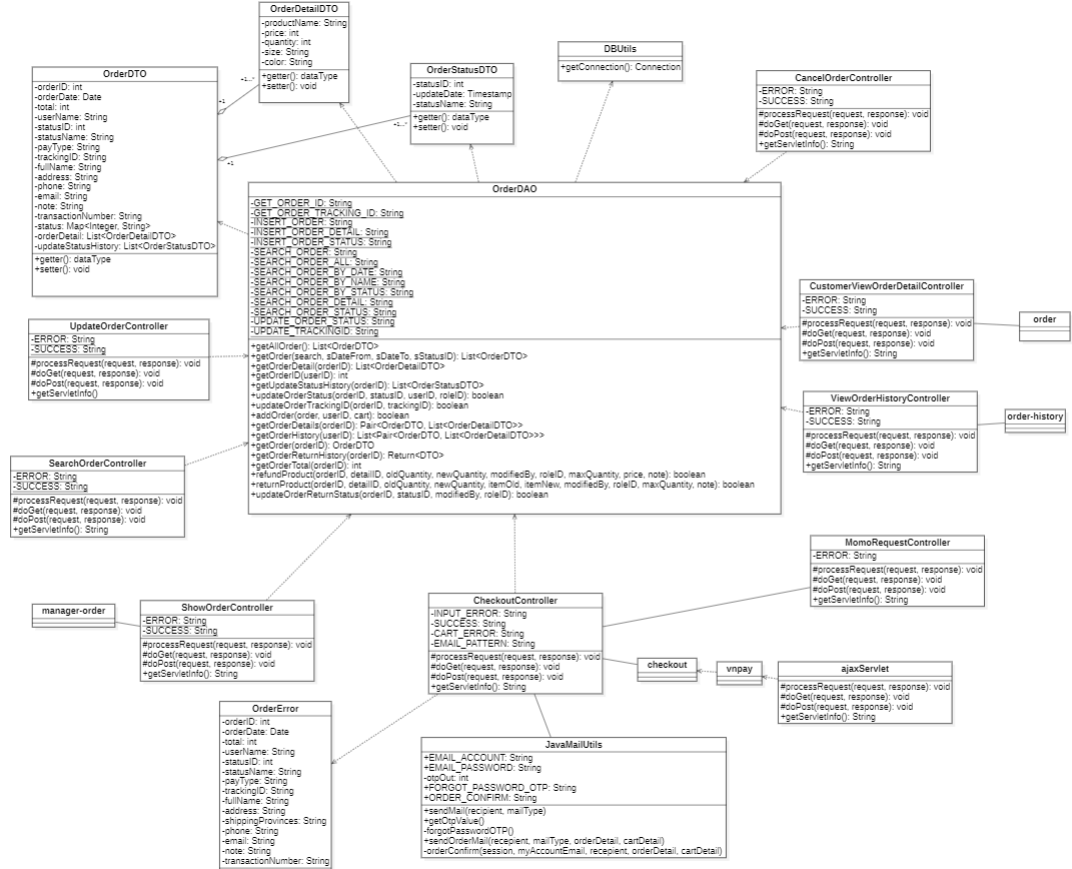 OrderDetailDTO
-productName: String
-price: int
-quantity: int
-size: String
-color: String
+getter(): dataType
+setter(): void
OrderDTO
-orderID: int
-orderDate: Date
-total: int
-userName: String
-statusID: int
-statusName: String
-payType: String
-trackingID: String
-fullName: String
-address: String
-phone: String
-email: String
-note: String
-transactionNumber: String
-status: Map<Integer, String>
-orderDetail: List<OrderDetailDTO>
-updateStatusHistory: List<OrderStatusDTO>
+getter(): dataType
+setter(): void
+1
+1..*
+1
+1..*
OrderStatusDTO
-statusID: int
-updateDate: Timestamp
-statusName: String
+getter(): dataType
+setter(): void
DBUtils
+getConnection(): Connection
CancelOrderController
-ERROR: String
-SUCCESS: String
#processRequest(request, response): void
#doGet(request, response): void
#doPost(request, response): void
+getServletInfo(): String
OrderDAO
-GET_ORDER_ID: String
-GET_ORDER_TRACKING_ID: String
-INSERT_ORDER: String
-INSERT_ORDER_DETAIL: String
-INSERT_ORDER_STATUS: String
-SEARCH_ORDER: String
-SEARCH_ORDER_ALL: String
-SEARCH_ORDER_BY_DATE: String
-SEARCH_ORDER_BY_NAME: String
-SEARCH_ORDER_BY_STATUS: String
-SEARCH_ORDER_DETAIL: String
-SEARCH_ORDER_STATUS: String
-UPDATE_ORDER_STATUS: String
-UPDATE_TRACKINGID: String
+getAllOrder(): List<OrderDTO>
+getOrder(search, sDateFrom, sDateTo, sStatusID): List<OrderDTO>
+getOrderDetail(orderID): List<OrderDetailDTO>
+getOrderID(userID): int
+getUpdateStatusHistory(orderID): List<OrderStatusDTO>
+updateOrderStatus(orderID, statusID, userID, roleID): boolean
+updateOrderTrackingID(orderID, trackingID): boolean
+addOrder(order, userID, cart): boolean
+getOrderDetails(orderID): Pair<OrderDTO, List<OrderDetailDTO>>
+getOrderHistory(userID): List<Pair<OrderDTO, List<OrderDetailDTO>>>
+getOrder(orderID): OrderDTO
+getOrderReturnHistory(orderID): Return<DTO>
+getOrderTotal(orderID): int
+refundProduct(orderID, detailID, oldQuantity, newQuantity, modifiedBy, roleID, maxQuantity, price, note): boolean
+returnProduct(orderID, detailID, oldQuantity, newQuantity, itemOld, itemNew, modifiedBy, roleID, maxQuantity, note): boolean
+updateOrderReturnStatus(orderID, statusID, modifiedBy, roleID): boolean
UpdateOrderController
-ERROR: String
-SUCCESS: String
#processRequest(request, response): void
#doGet(request, response): void
#doPost(request, response): void
+getServletInfo()
CustomerViewOrderDetailController
-ERROR: String
-SUCCESS: String
#processRequest(request, response): void
#doGet(request, response): void
#doPost(request, response): void
+getServletInfo(): String
order
ViewOrderHistoryController
-ERROR: String
-SUCCESS: String
#processRequest(request, response): void
#doGet(request, response): void
#doPost(request, response): void
+getServletInfo(): String
order-history
SearchOrderController
-ERROR: String
-SUCCESS: String
#processRequest(request, response): void
#doGet(request, response): void
#doPost(request, response): void
+getServletInfo(): String
MomoRequestController
-ERROR: String
#processRequest(request, response): void
#doGet(request, response): void
#doPost(request, response): void
+getServletInfo(): String
manager-order
ShowOrderController
-ERROR: String
-SUCCESS: String
#processRequest(request, response): void
#doGet(request, response): void
#doPost(request, response): void
+getServletInfo(): String
CheckoutController
-INPUT_ERROR: String
-SUCCESS: String
-CART_ERROR: String
-EMAIL_PATTERN: String
#processRequest(request, response): void
#doGet(request, response): void
#doPost(request, response): void
+getServletInfo(): String
checkout
vnpay
ajaxServlet
#processRequest(request, response): void
#doGet(request, response): void
#doPost(request, response): void
+getServletInfo(): String
OrderError
-orderID: int
-orderDate: Date
-total: int
-userName: String
-statusID: int
-statusName: String
-payType: String
-trackingID: String
-fullName: String
-address: String
-shippingProvinces: String
-phone: String
-email: String
-note: String
-transactionNumber: String
JavaMailUtils
+EMAIL_ACCOUNT: String
+EMAIL_PASSWORD: String
-otpOut: int
+FORGOT_PASSWORD_OTP: String
+ORDER_CONFIRM: String
+sendMail(recipient, mailType)
+getOtpValue()
-forgotPasswordOTP()
+sendOrderMail(recepient, mailType, orderDetail, cartDetail)
-orderConfirm(session, myAccountEmail, recepient, orderDetail, cartDetail)